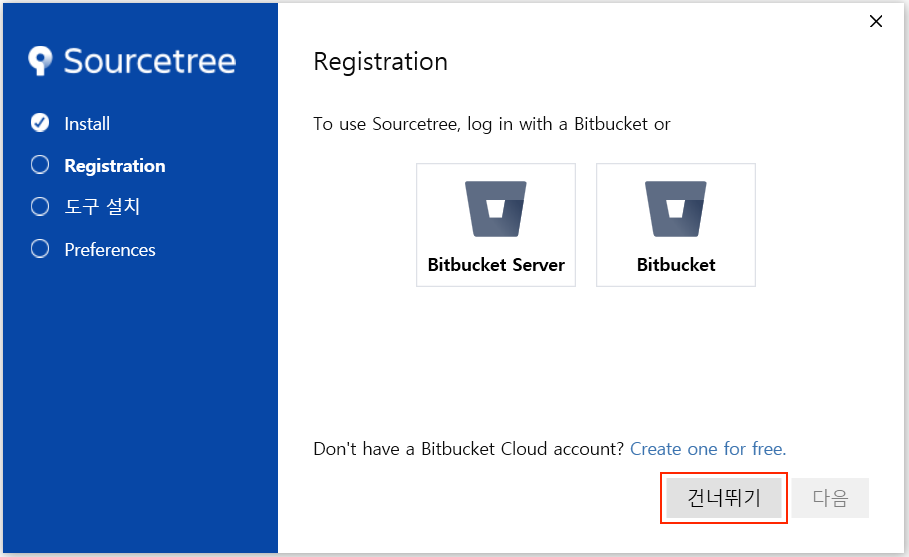 Sourcetree
Install
Registration
도구 설치
Preferences
Registration
To use Sourcetree, log in with a Bitbucket or
Bitbucket Server
Bitbucket
Don't have a Bitbucket Cloud account? Create one for free.
건너뛰기
다음